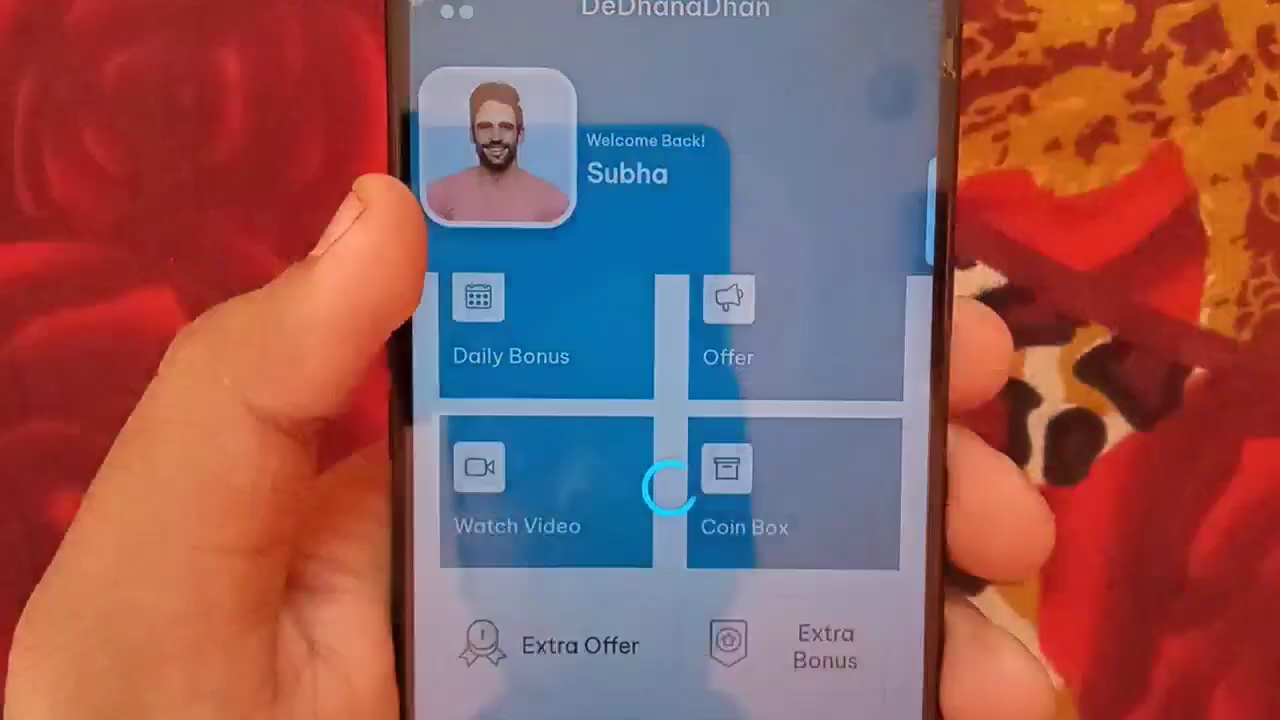 DeDhanaDhan
Welcome Back!
Subha
Daily Bonus
Offer
Watch Video
Coin Box
Extra Offer
Extra
Bonus